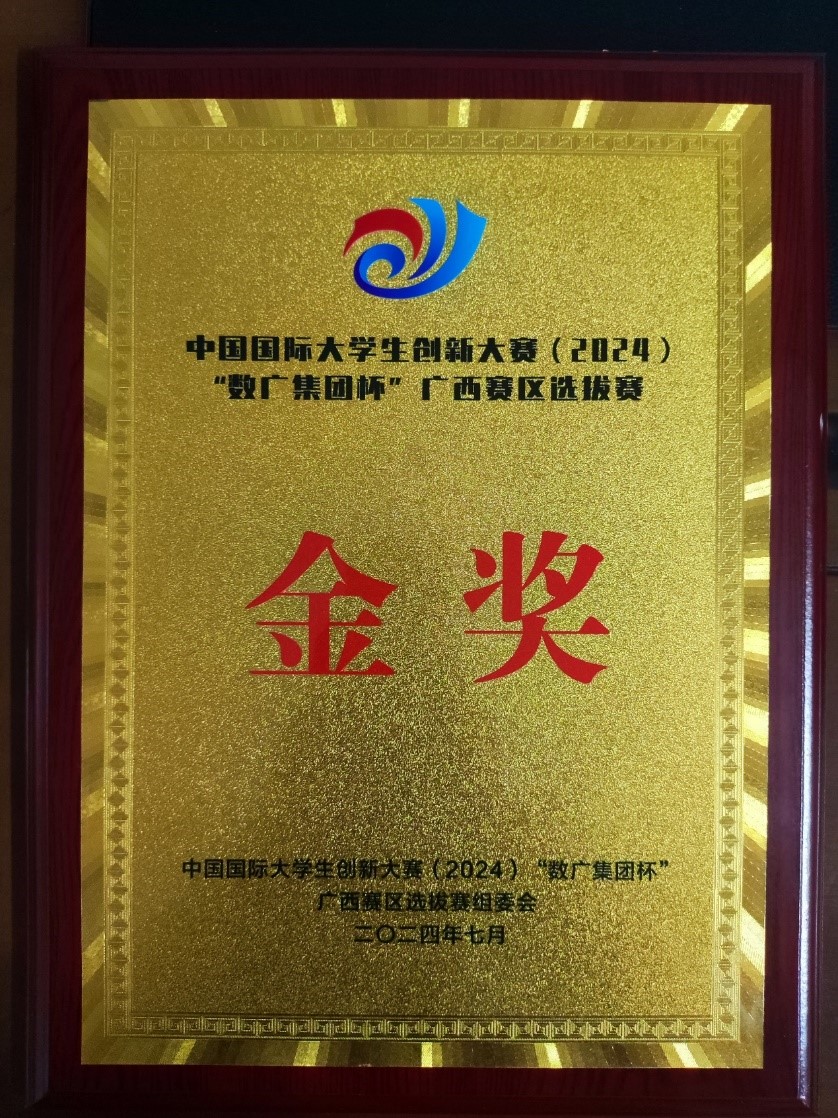 中国国际大学生创新大赛（2024）
“数广集团杯”广西赛区选拔赛
金奖
中国国际大学生创新大赛（2024）“数广集团杯”
广西赛区选拔赛组委会
二〇二四年七月